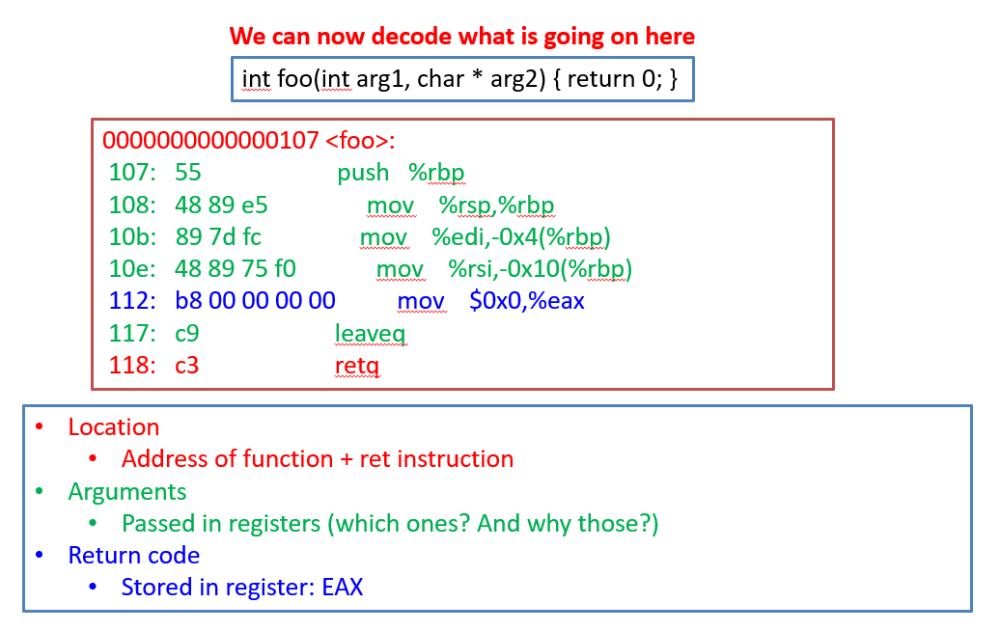 We can now decode what is going on here
int foo(int arg1, char * arg2) { return 0; }
0000000000000107 <foo>:
107: 55 push %rbp
108: 48 89 e5 mov %rsp,%rbp
10b: 89 7d fc mov %edi,-0x4(%rbp)
10e: 48 89 75 f0 mov %rsi,-0x10(%rbp)
112: b8 00 00 00 00 mov $0x0,%eax
117: c9 leaveq
118: c3 retq
• Location
• Address of function + ret instruction
• Arguments
• Passed in registers (which ones? And why those?)
• Return code
• Stored in register: EAX